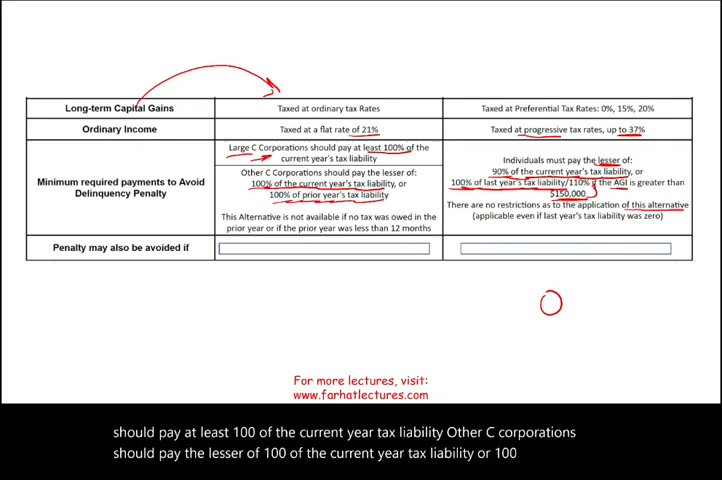 Long-term Capital Gains
Taxed at ordinary tax Rates
Taxed at Preferential Tax Rates: 0%, 15%, 20%
Ordinary Income
Taxed at a flat rate of 21%
Taxed at progressive tax rates, up to 37%
Minimum required payments to Avoid
Delinquency Penalty
Large C Corporations should pay at least 100% of the
current year's tax liability
Other C Corporations should pay the lesser of:
100% of the current year's tax liability, or
100% of prior year's tax liability
This Alternative is not available if no tax was owed in the
prior year or if the prior year was less than 12 months
Individuals must pay the lesser of:
90% of the current year's tax liability, or
100% of last year's tax liability/110% if the AGI is greater than
$150,000
There are no restrictions as to the application of this alternative
(applicable even if last year's tax liability was zero)
Penalty may also be avoided if
0
For more lectures, visit:
www.farhatlectures.com
should pay at least 100 of the current year tax liability Other C corporations
should pay the lesser of 100 of the current year tax liability or 100